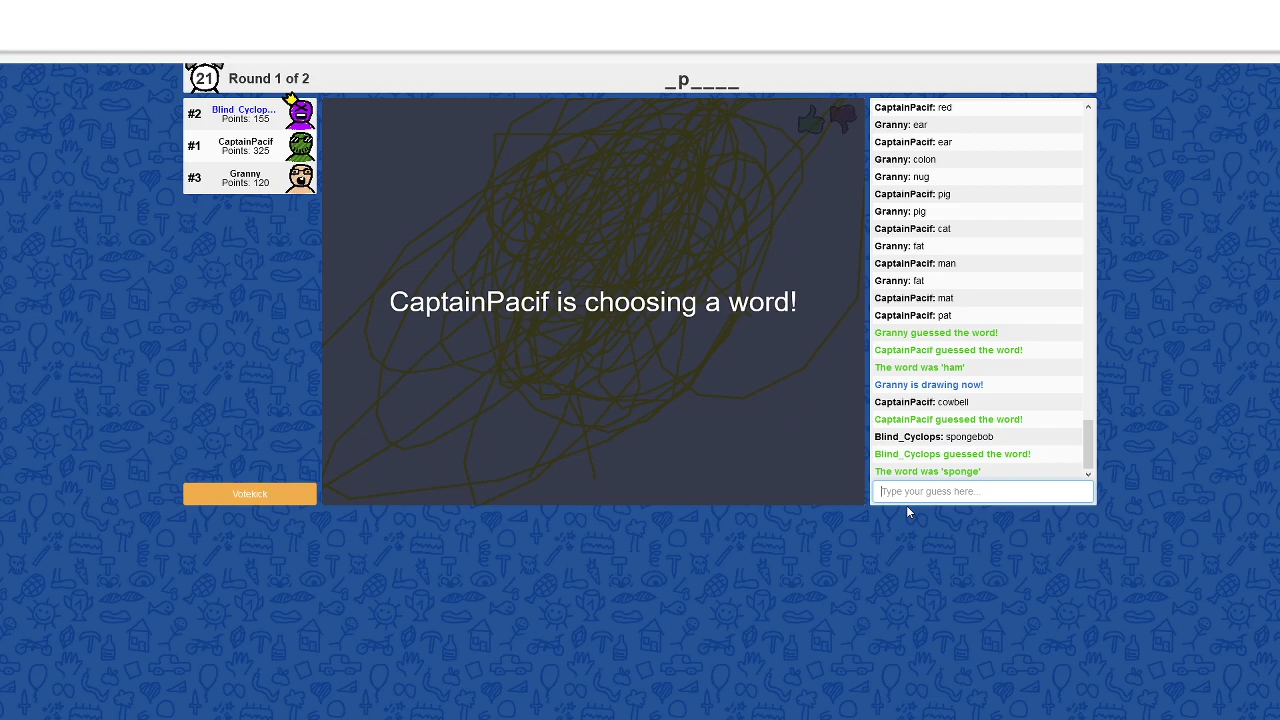 21
Round 1 of 2
_p____
#2
Blind_Cyclop...
Points: 155
#1
CaptainPacif
Points: 325
#3
Granny
Points: 120
Votekick
CaptainPacif is choosing a word!
CaptainPacif: red
Granny: ear
CaptainPacif: ear
Granny: colon
Granny: nug
CaptainPacif: pig
Granny: pig
CaptainPacif: cat
Granny: fat
CaptainPacif: man
Granny: fat
CaptainPacif: mat
CaptainPacif: pat
Granny guessed the word!
CaptainPacif guessed the word!
The word was 'ham'
Granny is drawing now!
CaptainPacif: cowbell
CaptainPacif guessed the word!
Blind_Cyclops: spongebob
Blind_Cyclops guessed the word!
The word was 'sponge'
Type your guess here...